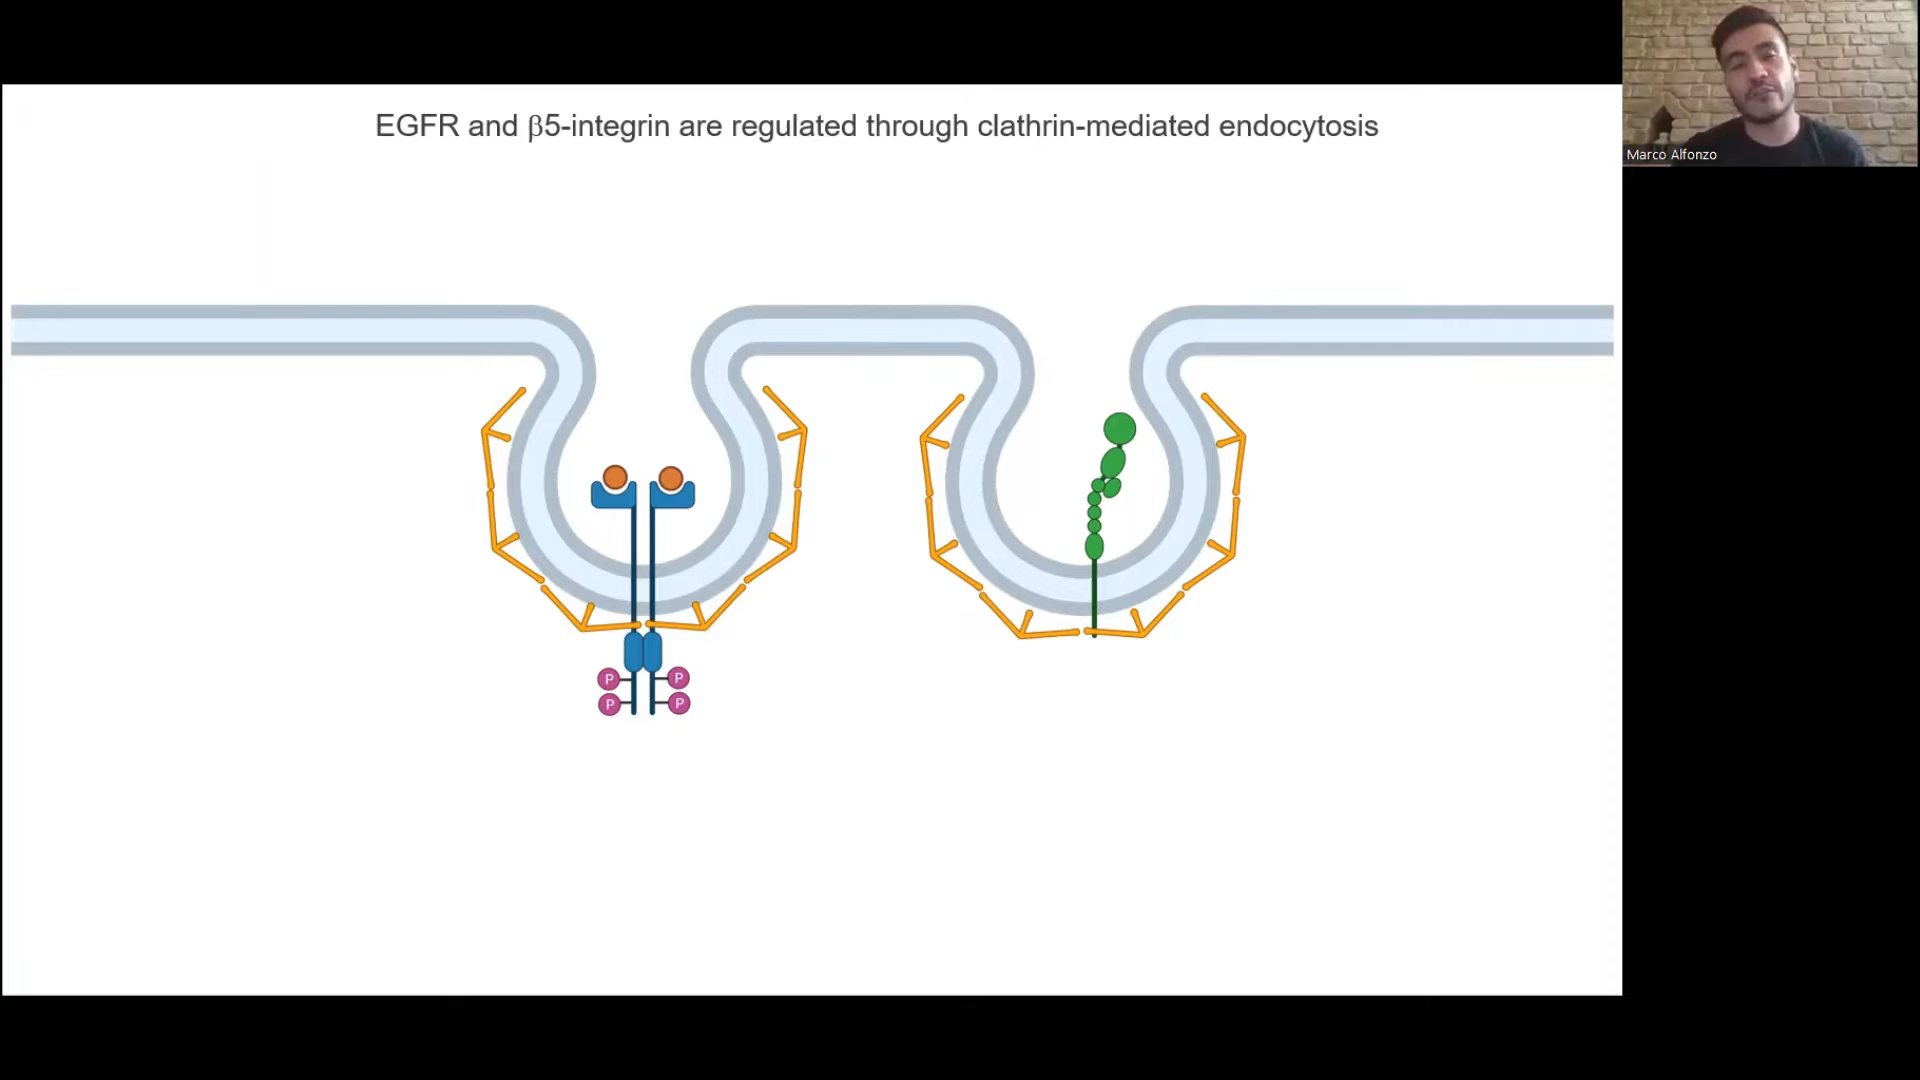 EGFR and β5-integrin are regulated through clathrin-mediated endocytosis
Marco Alfonzo
P P
P P